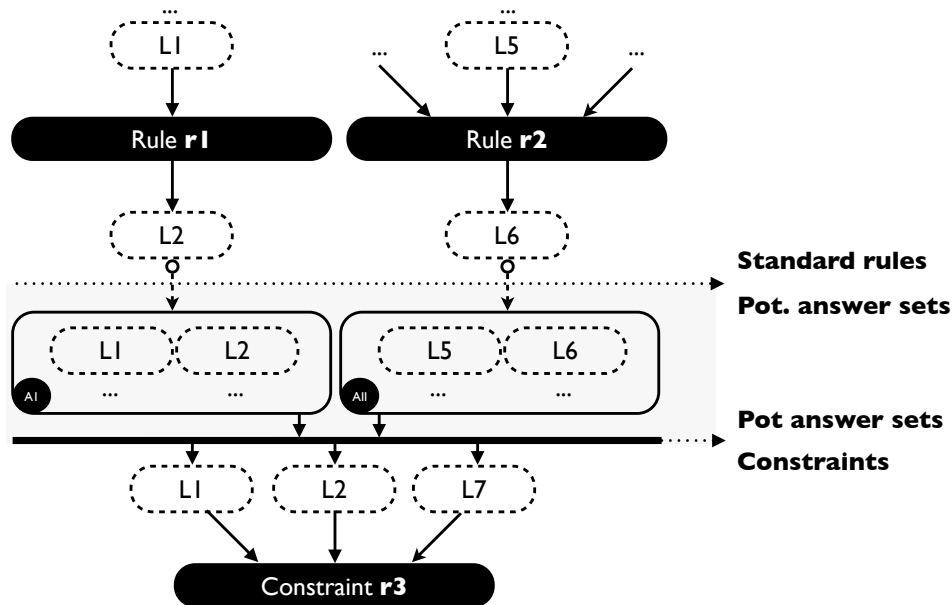 ...
L1
L5
... ...
Rule r1
Rule r2
L2
L6
Standard rules
Pot. answer sets
L1 L2
... ...
AI
L5 L6
... ...
AII
Pot answer sets
Constraints
L1 L2 L7
Constraint r3